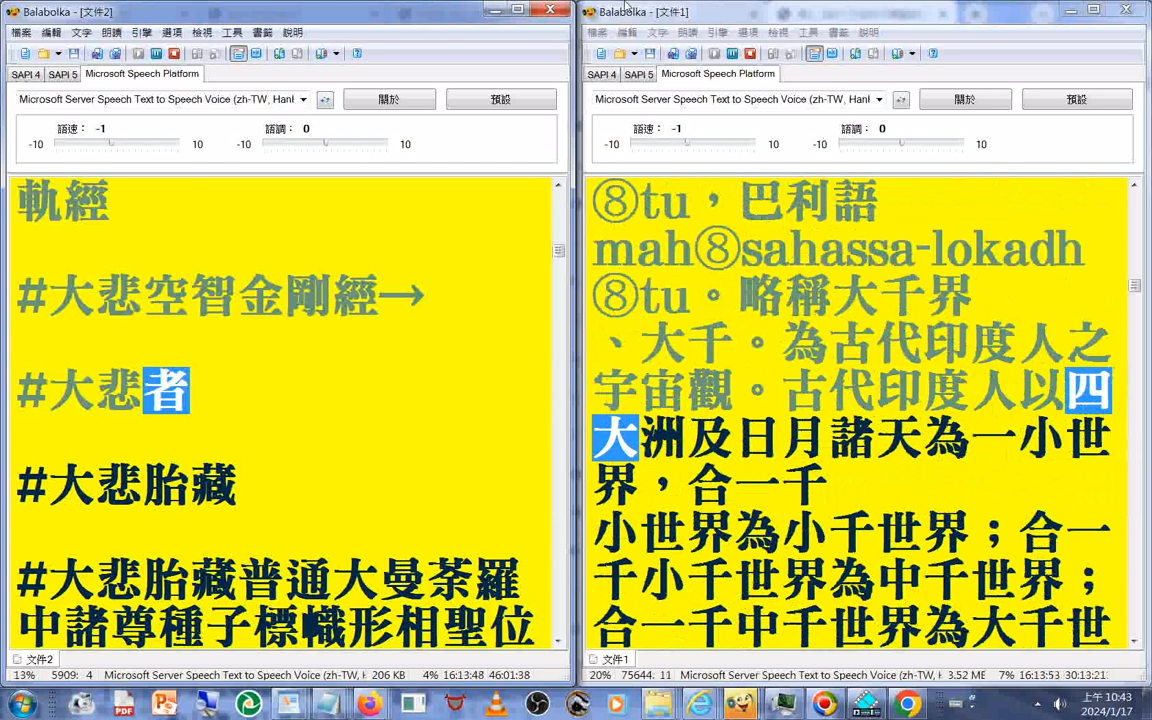 Balabolka - [文件2]
檔案 編輯 文字 朗讀 引擎 選項 檢視 工具 書籤 說明
SAPI 4 SAPI 5 Microsoft Speech Platform
Microsoft Server Speech Text to Speech Voice (zh-TW, Hanl 關於 預設
語速： -1 語調： 0
-10 10 -10 10
軌經
#大悲空智金剛經→
#大悲者
#大悲胎藏
#大悲胎藏普通大曼荼羅
中諸尊種子標幟形相聖位
文件2
13% 5909: 4 Microsoft Server Speech Text to Speech Voice (zh-TW, H 206 KB 4% 16:13:48 46:01:38
Balabolka - [文件1]
檔案 編輯 文字 朗讀 引擎 選項 檢視 工具 書籤 說明
SAPI 4 SAPI 5 Microsoft Speech Platform
Microsoft Server Speech Text to Speech Voice (zh-TW, Hanl 關於 預設
語速： -1 語調： 0
-10 10 -10 10
⑧tu，巴利語
mah⑧sahassa-lokadh
⑧tu。略稱大千界
、大千。為古代印度人之
宇宙觀。古代印度人以四
大洲及日月諸天為一小世
界，合一千
小世界為小千世界；合一
千小千世界為中千世界；
合一千中千世界為大千世
文件1
20% 75644: 11 Microsoft Server Speech Text to Speech Voice (zh-TW, H 3.52 ME 7% 16:13:53 30:13:21
上午 10:43
2024/1/17